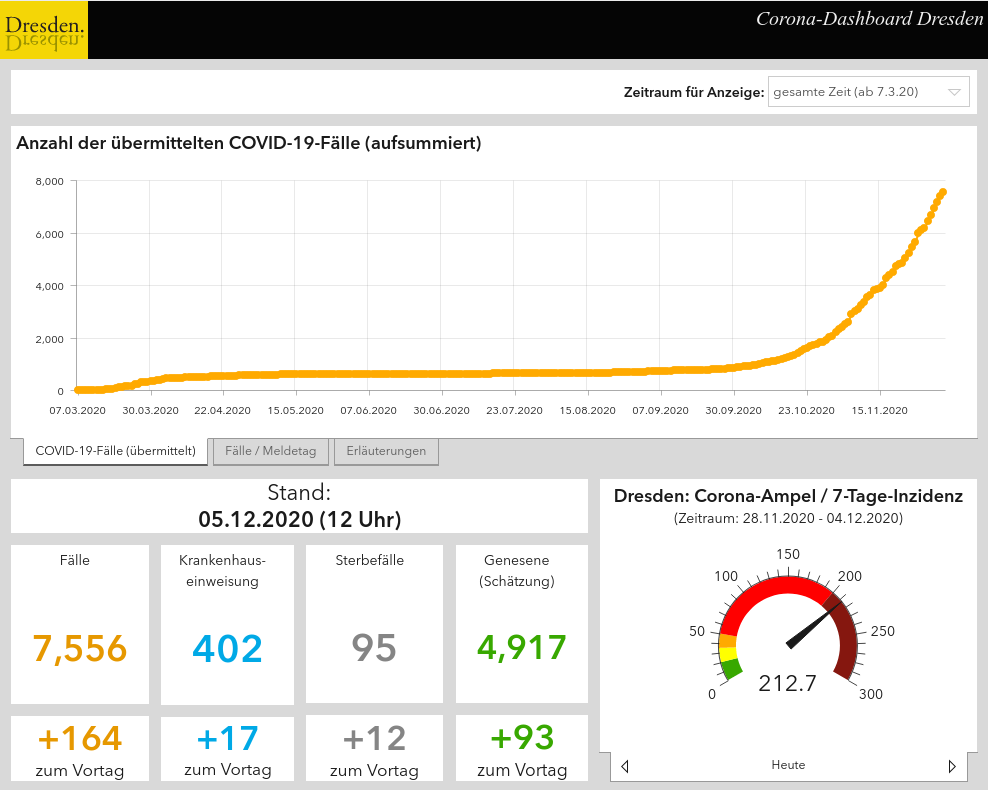 Dresden.
Dresden.
Corona-Dashboard Dresden
Zeitraum für Anzeige: gesamte Zeit (ab 7.3.20)
Anzahl der übermittelten COVID-19-Fälle (aufsummiert)
8,000
6,000
4,000
2,000
0
07.03.2020 30.03.2020 22.04.2020 15.05.2020 07.06.2020 30.06.2020 23.07.2020 15.08.2020 07.09.2020 30.09.2020 23.10.2020 15.11.2020
COVID-19-Fälle (übermittelt) Fälle / Meldetag Erläuterungen
Stand:
05.12.2020 (12 Uhr)
Fälle
7,556
+164
zum Vortag
Krankenhaus-
einweisung
402
+17
zum Vortag
Sterbefälle
95
+12
zum Vortag
Genesene
(Schätzung)
4,917
+93
zum Vortag
Dresden: Corona-Ampel / 7-Tage-Inzidenz
(Zeitraum: 28.11.2020 - 04.12.2020)
0
50
100
150
200
250
300
212.7
Heute